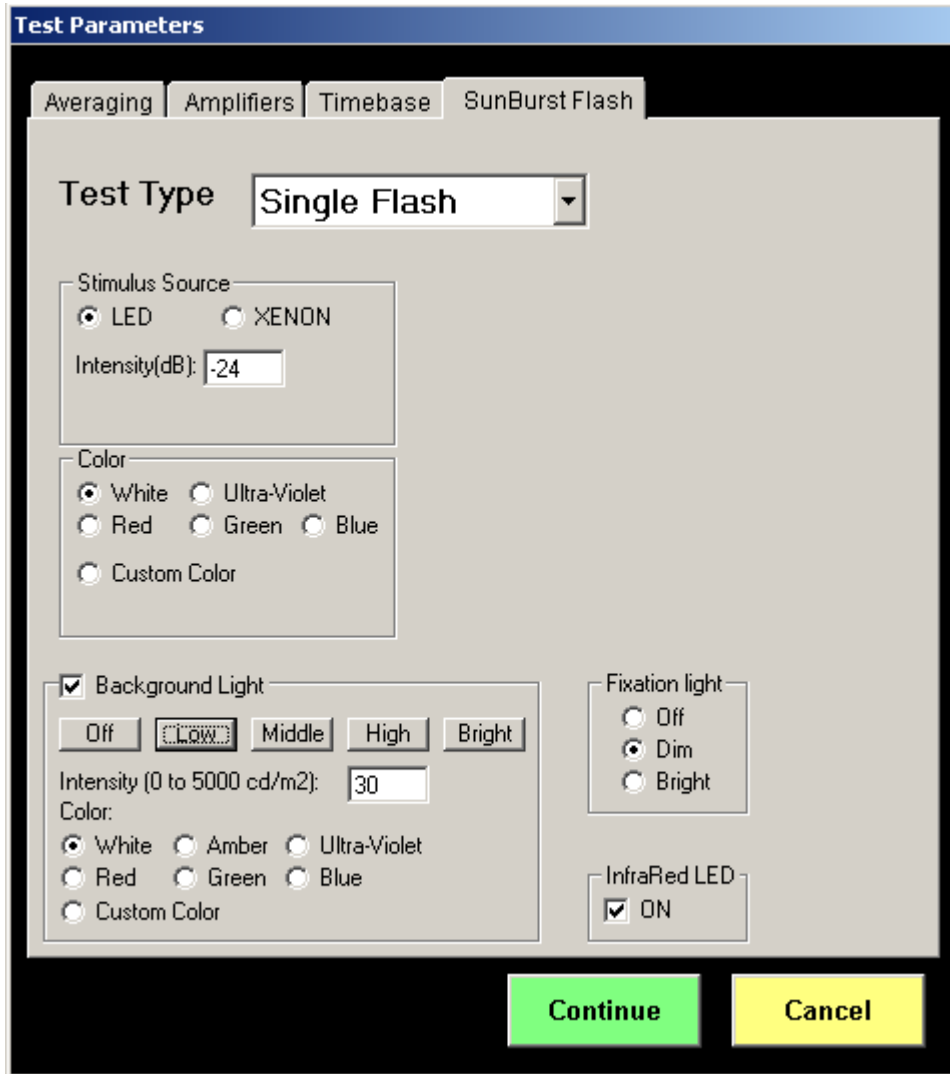 Test Parameters
Averaging Amplifiers Timebase SunBurst Flash
Test Type Single Flash
Stimulus Source
LED XENON
Intensity(dB): -24
Color
White Ultra-Violet
Red Green Blue
Custom Color
Background Light
Off Low Middle High Bright
Intensity (0 to 5000 cd/m2): 30
Color:
White Amber Ultra-Violet
Red Green Blue
Custom Color
Fixation light
Off
Dim
Bright
InfraRed LED
ON
Continue Cancel